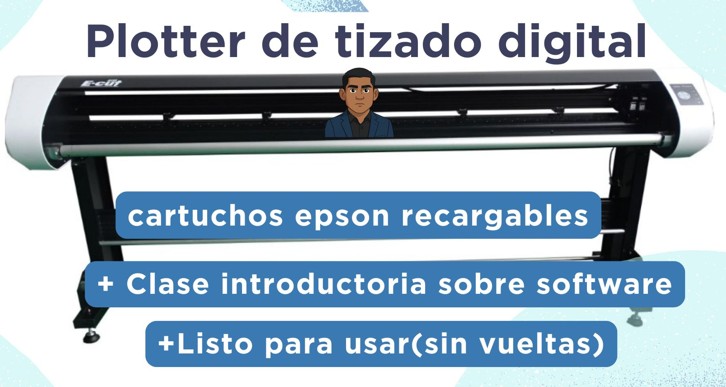 Plotter de tizado digital
E-cut
cartuchos epson recargables
+ Clase introductoria sobre software
+Listo para usar(sin vueltas)